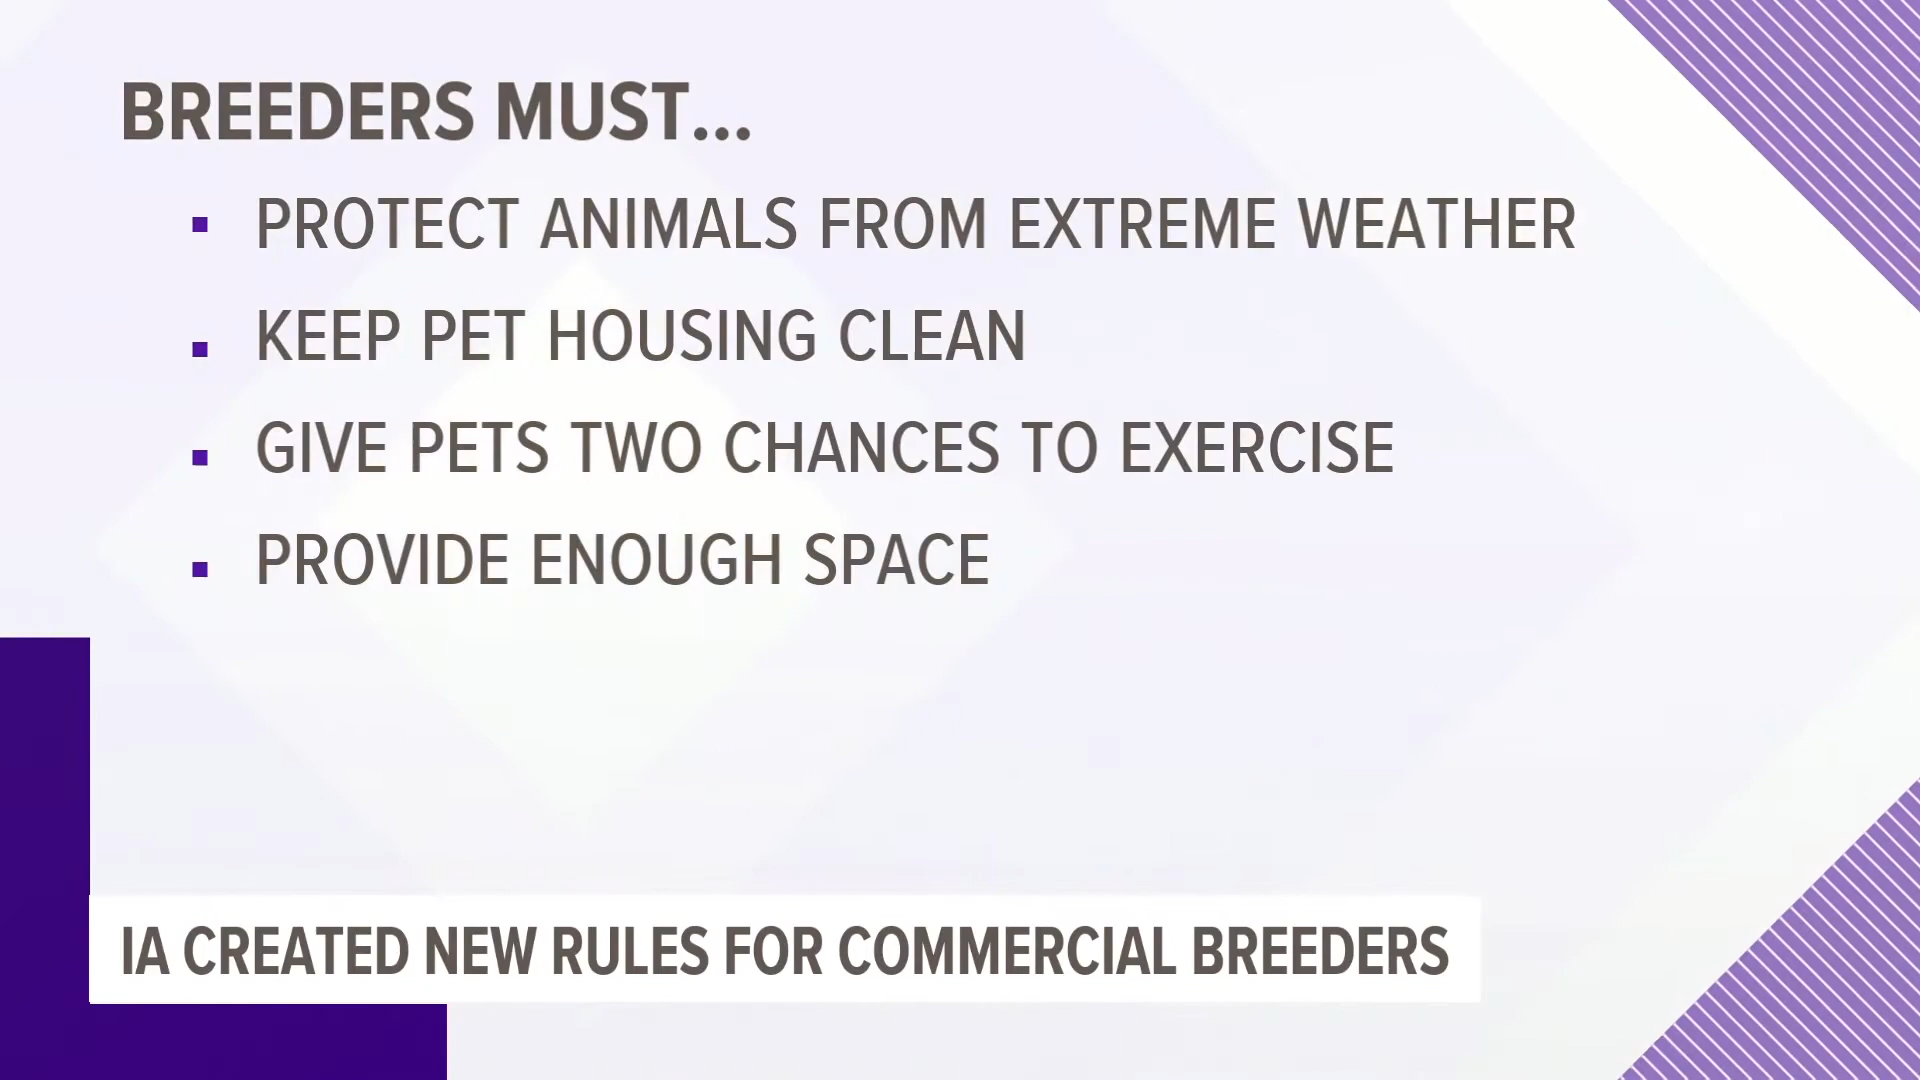 BREEDERS MUST...
▪ PROTECT ANIMALS FROM EXTREME WEATHER
▪ KEEP PET HOUSING CLEAN
▪ GIVE PETS TWO CHANCES TO EXERCISE
▪ PROVIDE ENOUGH SPACE
IA CREATED NEW RULES FOR COMMERCIAL BREEDERS